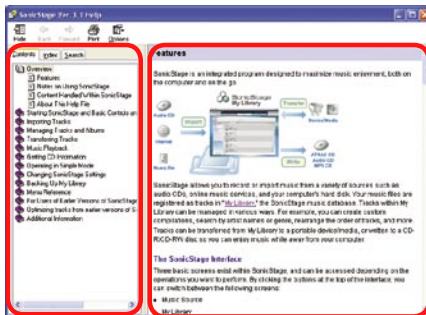 SonicStage Ver. 3.3 Help
Hide Back Forward Print Options
Contents Index Search
Overview
Features
Notes on Using SonicStage
Content Handled Within SonicStage
About This Help File
Starting SonicStage and Basic Controls an
Importing Tracks
Managing Tracks and Albums
Transferring Tracks
Music Playback
Getting CD Information
Operating in Simple Mode
Changing SonicStage Settings
Backing Up My Library
Menu Reference
For Users of Earlier Versions of SonicStage
Optimizing tracks from earlier versions of S
Additional Information
Features
SonicStage is an integrated program designed to maximize music enjoyment, both on
the computer and on the go.
SonicStage
My Library
Audio CD
Import
Transfer
Internet
Music file
Write
ATRAC CD
Audio CD
MP3 CD
SonicStage allows you to record or import music from a variety of sources such as
audio CDs, online music services, and your computer's hard disk. Your music files are
registered as tracks in "My Library," the SonicStage music database. Tracks within My
Library can be managed in various ways. For example, you can create custom
compilations, search by artist names or genre, rearrange the order of tracks, and more.
Tracks can be transferred from My Library to a portable device/media, or written to a CD-
R/CD-RW disc so you can enjoy music while away from your computer.
The SonicStage Interface
Three basic screens exist within SonicStage, and can be accessed depending on the
operations you want to perform. By clicking the buttons at the top of the interface, you
can switch between the following screens:
Music Source
My Library